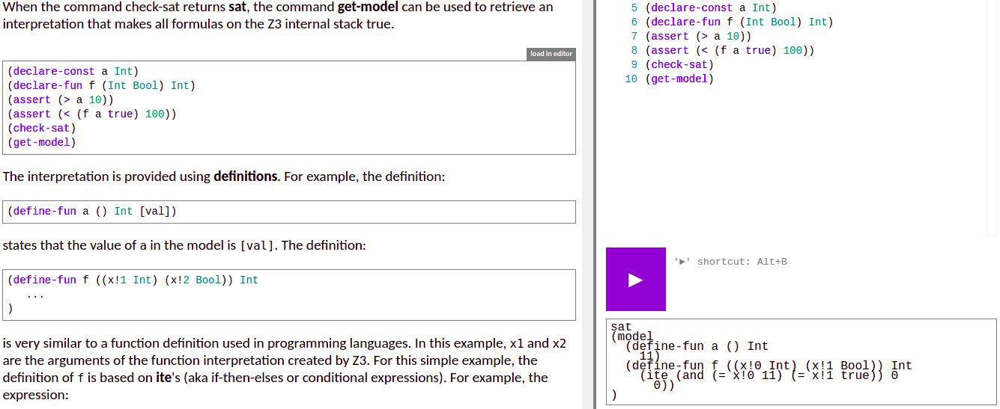 When the command check-sat returns sat, the command get-model can be used to retrieve an
interpretation that makes all formulas on the Z3 internal stack true.
load in editor
(declare-const a Int)
(declare-fun f (Int Bool) Int)
(assert (> a 10))
(assert (< (f a true) 100))
(check-sat)
(get-model)
The interpretation is provided using definitions. For example, the definition:
(define-fun a () Int [val])
states that the value of a in the model is [val]. The definition:
(define-fun f ((x!1 Int) (x!2 Bool)) Int
...
)
is very similar to a function definition used in programming languages. In this example, x1 and x2
are the arguments of the function interpretation created by Z3. For this simple example, the
definition of f is based on ite's (aka if-then-elses or conditional expressions). For example, the
expression:
5 (declare-const a Int)
6 (declare-fun f (Int Bool) Int)
7 (assert (> a 10))
8 (assert (< (f a true) 100))
9 (check-sat)
10 (get-model)
'►' shortcut: Alt+B
sat
(model
(define-fun a () Int
11)
(define-fun f ((x!0 Int) (x!1 Bool)) Int
(ite (and (= x!0 11) (= x!1 true)) 0
0))
)